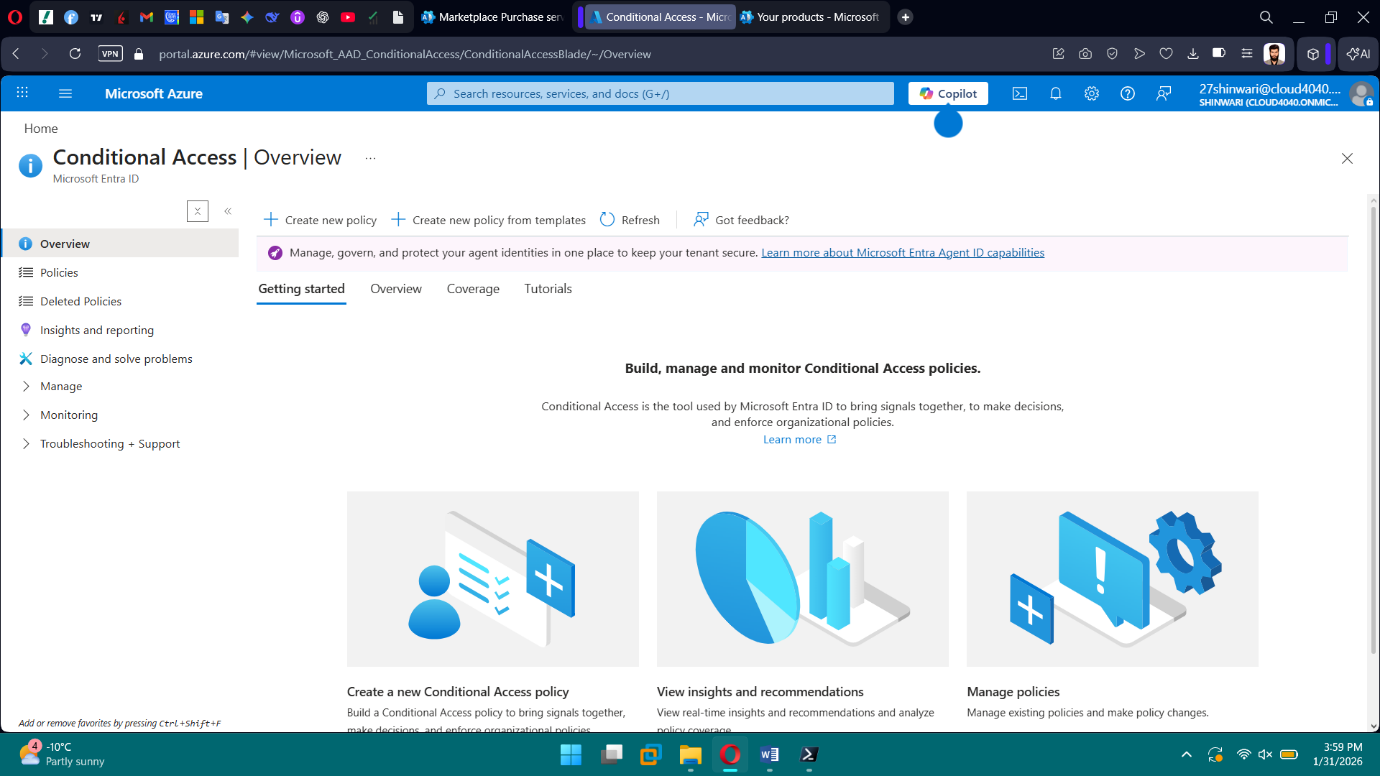 Marketplace Purchase serv
Conditional Access - Micro
Your products - Microsoft
VPN
portal.azure.com/#view/Microsoft_AAD_ConditionalAccess/ConditionalAccessBlade/~/Overview
AI
Microsoft Azure
Search resources, services, and docs (G+/)
Copilot
27shinwari@cloud4040....
SHINWARI (CLOUD4040.ONMIC...
Home
Conditional Access | Overview
...
Microsoft Entra ID
Create new policy
Create new policy from templates
Refresh
Got feedback?
Overview
Policies
Deleted Policies
Insights and reporting
Diagnose and solve problems
Manage
Monitoring
Troubleshooting + Support
Manage, govern, and protect your agent identities in one place to keep your tenant secure. Learn more about Microsoft Entra Agent ID capabilities
Getting started
Overview
Coverage
Tutorials
Build, manage and monitor Conditional Access policies.
Conditional Access is the tool used by Microsoft Entra ID to bring signals together, to make decisions,
and enforce organizational policies.
Learn more
Create a new Conditional Access policy
Build a Conditional Access policy to bring signals together,
make decisions, and enforce organizational policies
View insights and recommendations
View real-time insights and recommendations and analyze
policy coverage
Manage policies
Manage existing policies and make policy changes.
Add or remove favorites by pressing Ctrl+Shift+F
4
-10°C
Partly sunny
3:59 PM
1/31/2026